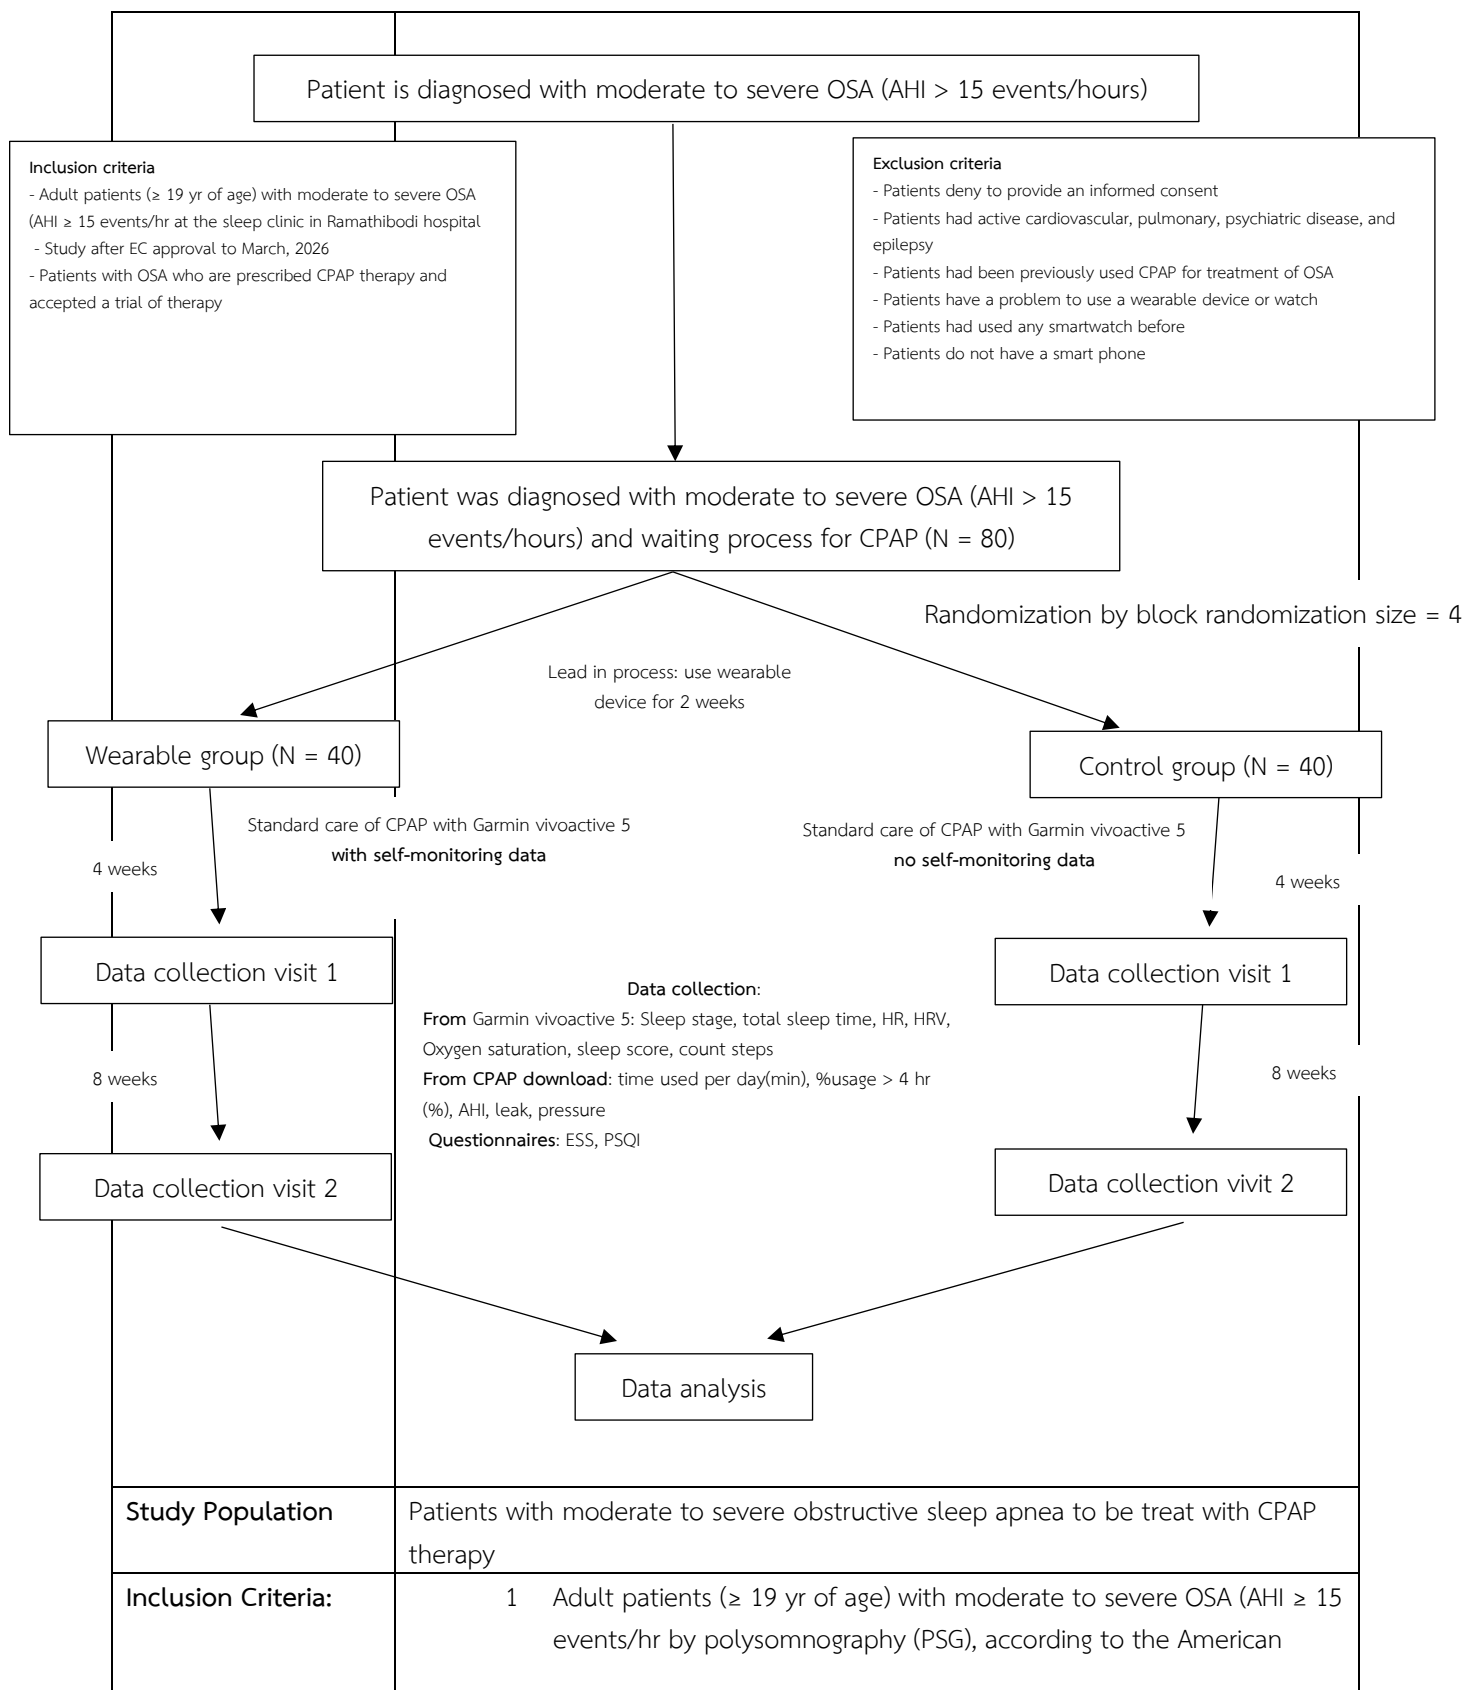 Patient is diagnosed with moderate to severe OSA (AHI > 15 events/hours)
Inclusion criteria
- Adult patients (≥ 19 yr of age) with moderate to severe OSA
(AHI ≥ 15 events/hr at the sleep clinic in Ramathibodi hospital
- Study after EC approval to March, 2026
- Patients with OSA who are prescribed CPAP therapy and
accepted a trial of therapy
Exclusion criteria
- Patients deny to provide an informed consent
- Patients had active cardiovascular, pulmonary, psychiatric disease, and
epilepsy
- Patients had been previously used CPAP for treatment of OSA
- Patients have a problem to use a wearable device or watch
- Patients had used any smartwatch before
- Patients do not have a smart phone
Patient was diagnosed with moderate to severe OSA (AHI > 15
events/hours) and waiting process for CPAP (N = 80)
Randomization by block randomization size = 4
Lead in process: use wearable
device for 2 weeks
Wearable group (N = 40)
Control group (N = 40)
Standard care of CPAP with Garmin vivoactive 5
with self-monitoring data
Standard care of CPAP with Garmin vivoactive 5
no self-monitoring data
4 weeks
4 weeks
Data collection visit 1
Data collection visit 1
Data collection:
From Garmin vivoactive 5: Sleep stage, total sleep time, HR, HRV,
Oxygen saturation, sleep score, count steps
From CPAP download: time used per day(min), %usage > 4 hr
(%), AHI, leak, pressure
Questionnaires: ESS, PSQI
8 weeks
8 weeks
Data collection visit 2
Data collection vivit 2
Data analysis
Study Population
Patients with moderate to severe obstructive sleep apnea to be treat with CPAP
therapy
Inclusion Criteria:
1 Adult patients (≥ 19 yr of age) with moderate to severe OSA (AHI ≥ 15
events/hr by polysomnography (PSG), according to the American